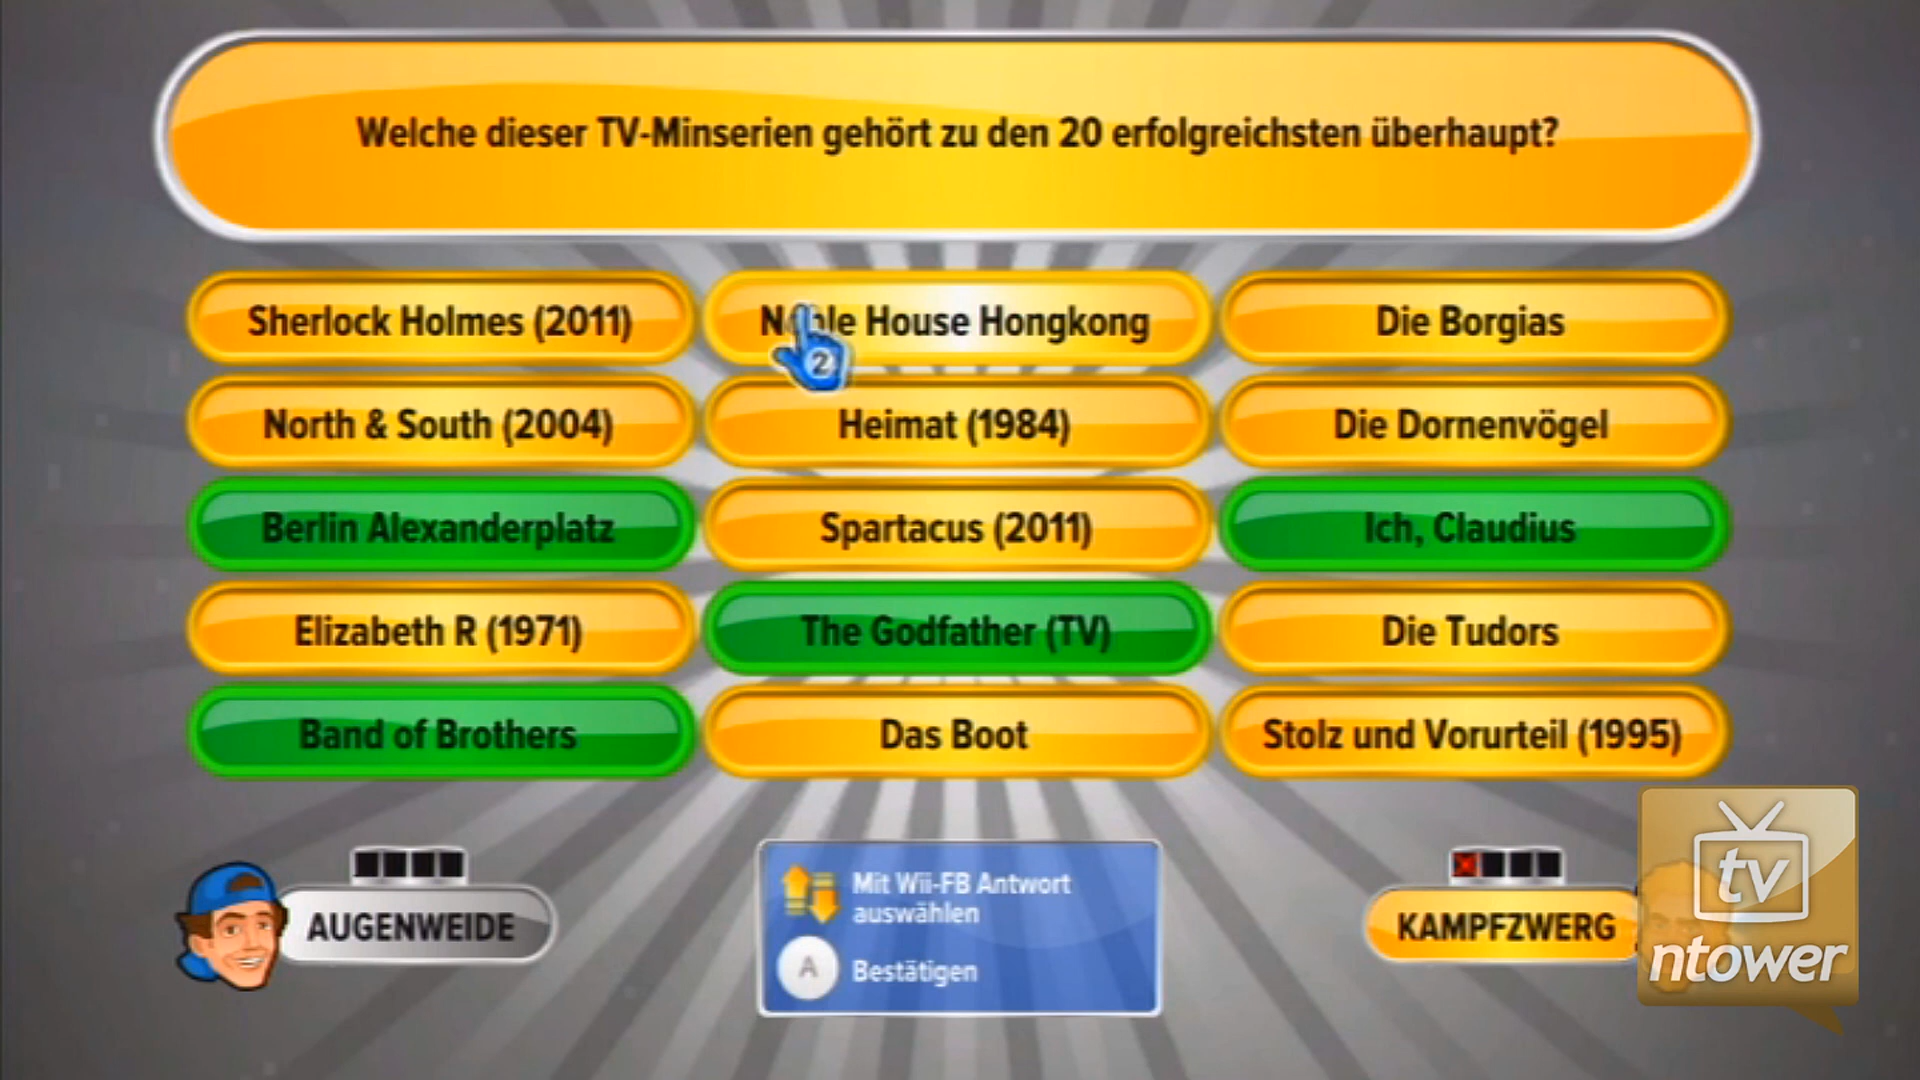 Welche dieser TV-Minserien gehört zu den 20 erfolgreichsten überhaupt?
Sherlock Holmes (2011)
Noble House Hongkong
2
Die Borgias
North & South (2004)
Heimat (1984)
Die Dornenvögel
Berlin Alexanderplatz
Spartacus (2011)
Ich, Claudius
Elizabeth R (1971)
The Godfather (TV)
Die Tudors
Band of Brothers
Das Boot
Stolz und Vorurteil (1995)
AUGENWEIDE
Mit Wii-FB Antwort
auswählen
A Bestätigen
KAMPFZWERG
tv
ntower